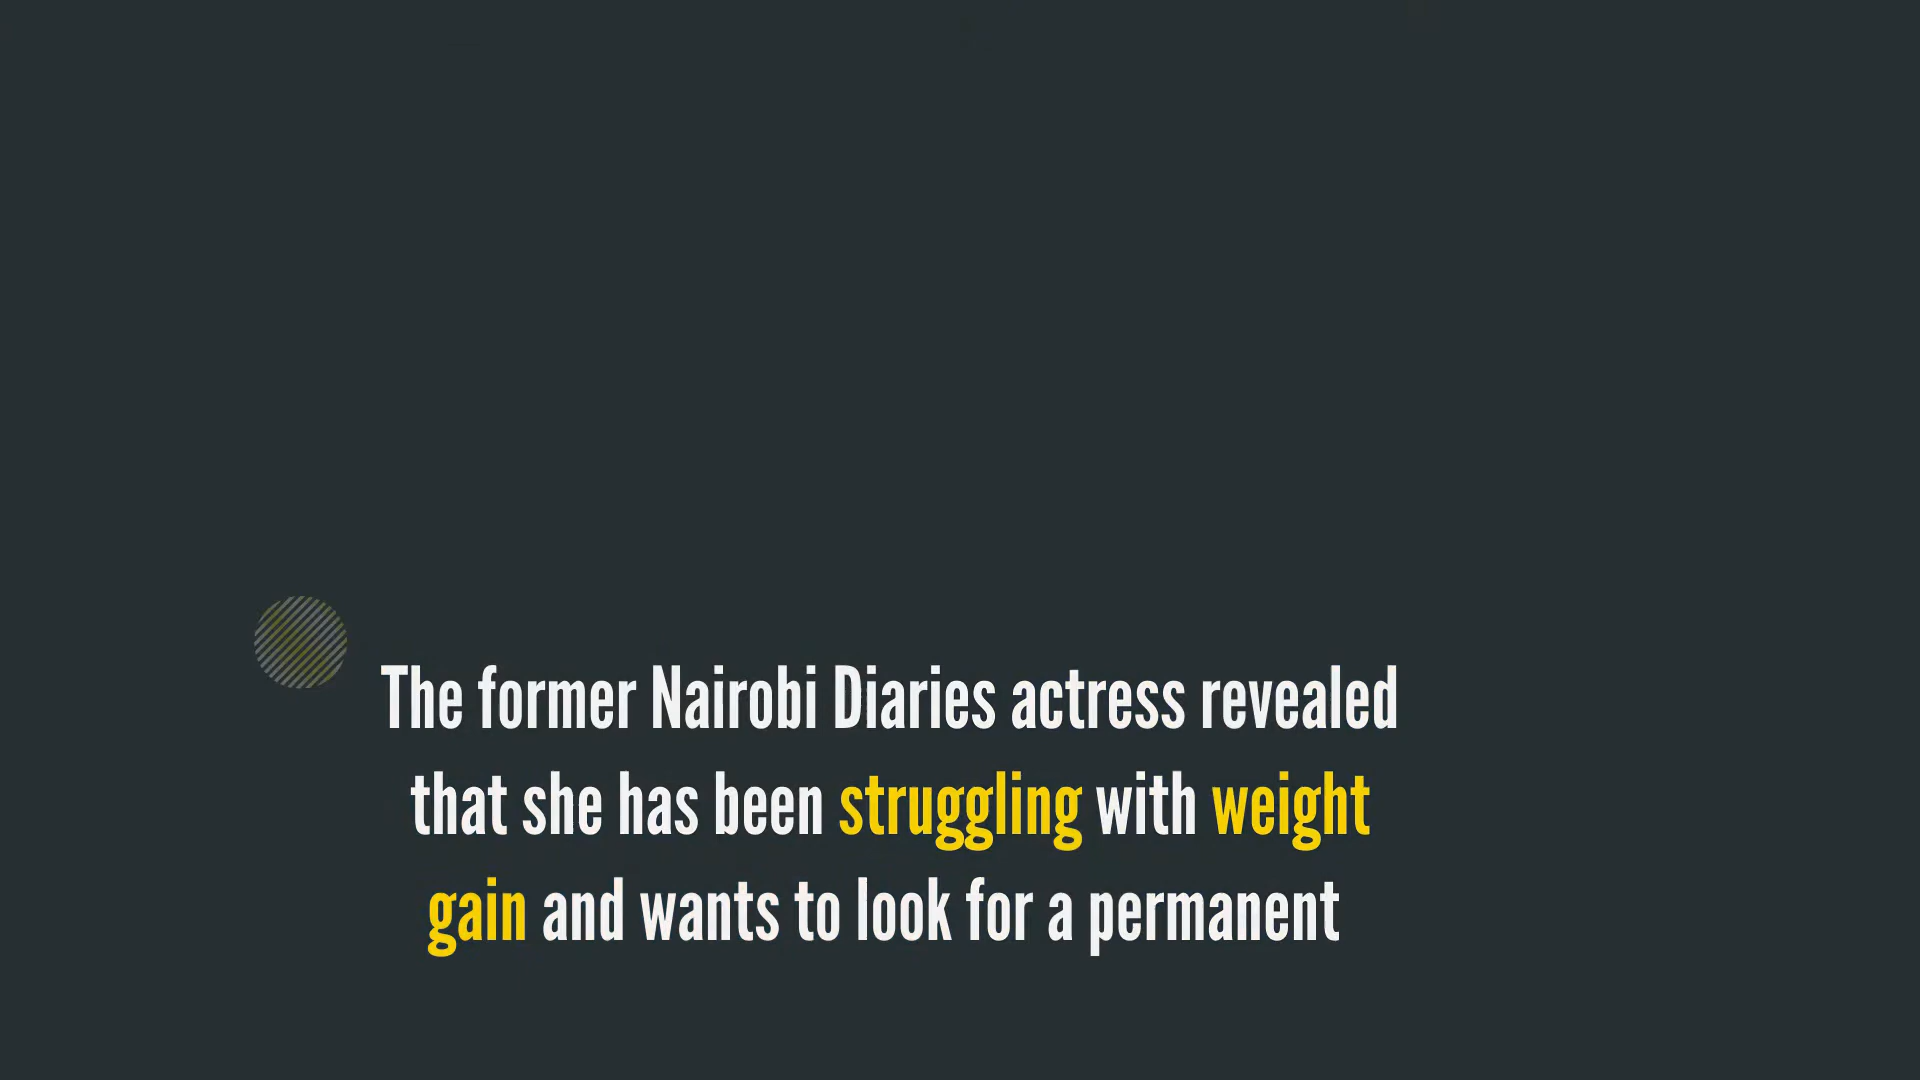 The former Nairobi Diaries actress revealed
that she has been struggling with weight
gain and wants to look for a permanent